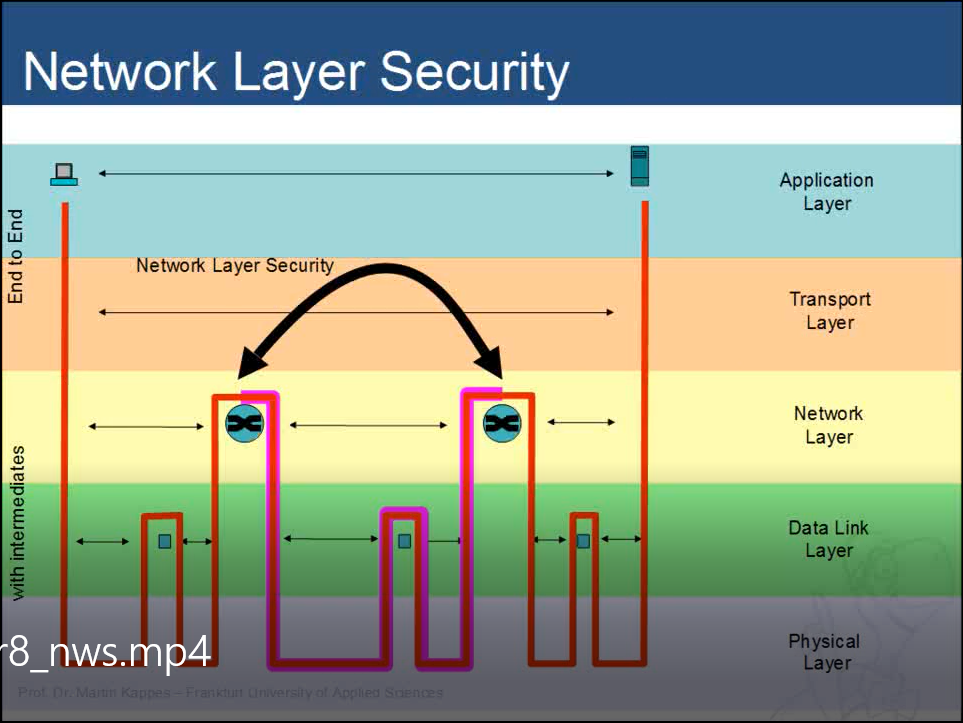 Network Layer Security
Application
Layer
End to End
Network Layer Security
Transport
Layer
Network
Layer
with intermediates
Data Link
Layer
r8_nws.mp4
Physical
Layer
Prof. Dr. Martin Kappes – Frankfurt University of Applied Sciences